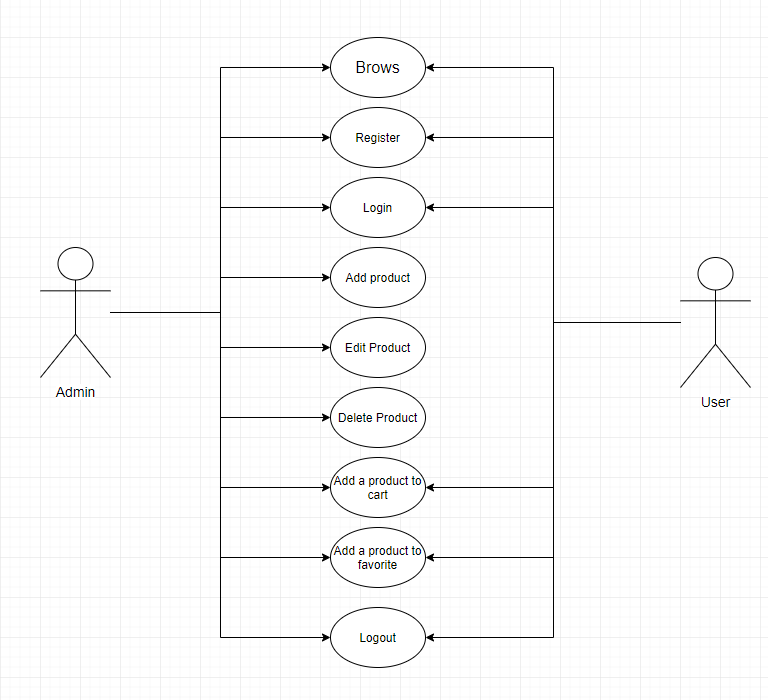 Brows
Register
Login
Add product
Edit Product
Admin
User
Delete Product
Add a product to
cart
Add a product to
favorite
Logout